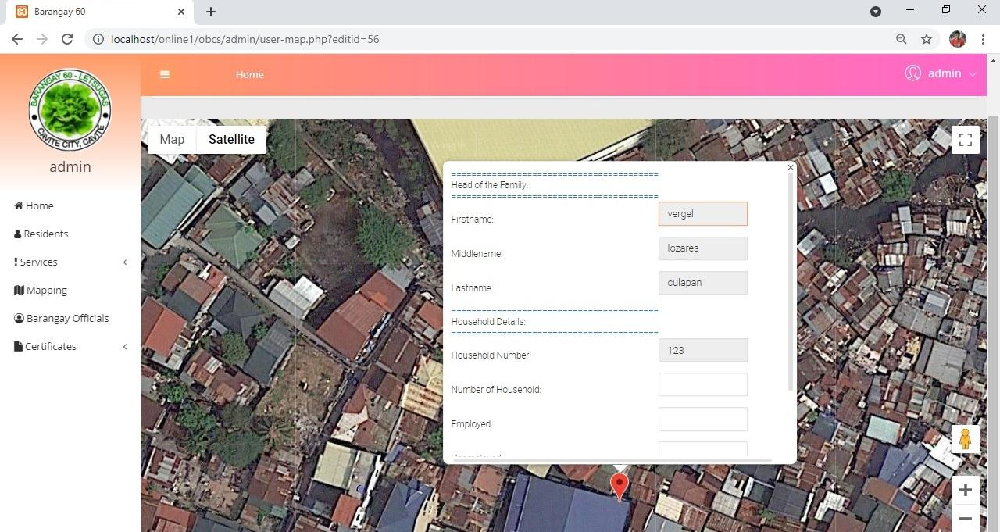 Barangay 60
localhost/online1/obcs/admin/user-map.php?editid=56
BARANGAY 60 - LETSUGAS
CAVITE CITY, CAVITE
admin
Home
Residents
Services
Mapping
Barangay Officials
Certificates
Home
admin
Map Satellite
Google
=========================================
Head of the Family:
=========================================
Firstname: vergel
Middlename: lozares
Lastname: culapan
=========================================
Household Details:
=========================================
Household Number: 123
Number of Household:
Employed: